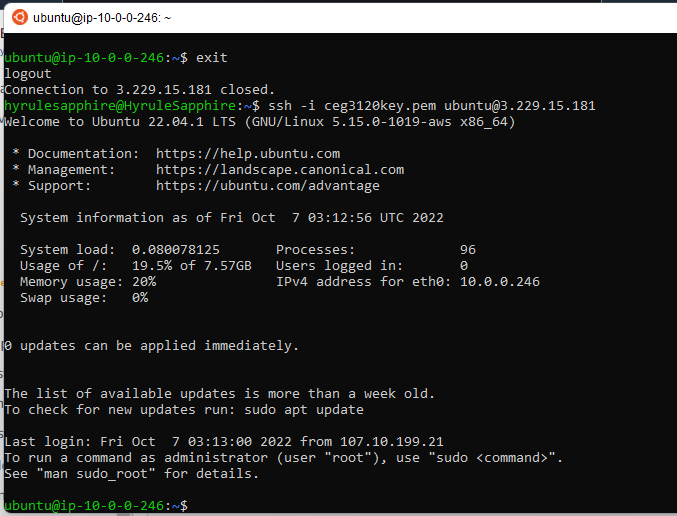 ubuntu@ip-10-0-0-246: ~
ubuntu@ip-10-0-0-246:~$ exit
logout
Connection to 3.229.15.181 closed.
hyrulesapphire@HyruleSapphire:~$ ssh -i ceg3120key.pem ubuntu@3.229.15.181
Welcome to Ubuntu 22.04.1 LTS (GNU/Linux 5.15.0-1019-aws x86_64)

 * Documentation:  https://help.ubuntu.com
 * Management:     https://landscape.canonical.com
 * Support:        https://ubuntu.com/advantage

  System information as of Fri Oct  7 03:12:56 UTC 2022

  System load:  0.080078125       Processes:             96
  Usage of /:   19.5% of 7.57GB   Users logged in:       0
  Memory usage: 20%               IPv4 address for eth0: 10.0.0.246
  Swap usage:   0%

0 updates can be applied immediately.

The list of available updates is more than a week old.
To check for new updates run: sudo apt update

Last login: Fri Oct  7 03:13:00 2022 from 107.10.199.21
To run a command as administrator (user "root"), use "sudo <command>".
See "man sudo_root" for details.

ubuntu@ip-10-0-0-246:~$